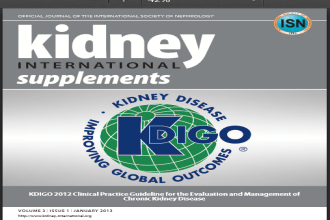 42%
OFFICIAL JOURNAL OF THE INTERNATIONAL SOCIETY OF NEPHROLOGY
ISN
kidney
INTERNATIONAL
supplements
KIDNEY DISEASE
KDIGO
IMPROVING GLOBAL OUTCOMES
®
KDIGO 2012 Clinical Practice Guideline for the Evaluation and Management of
Chronic Kidney Disease
VOLUME 3 | ISSUE 1 | JANUARY 2013
http://www.kidney-international.org